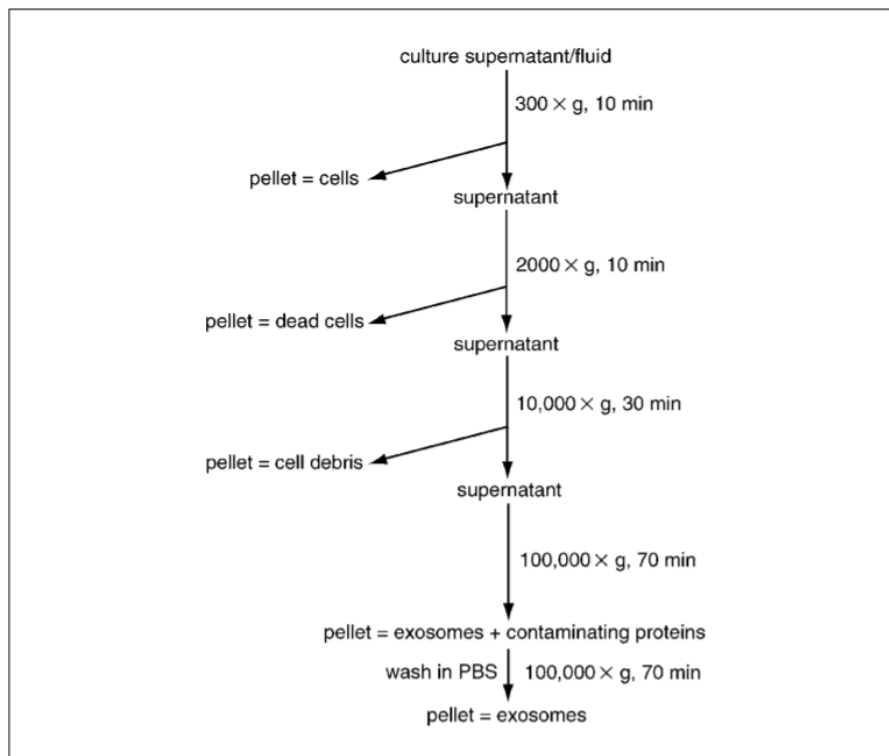 culture supernatant/fluid
300 × g, 10 min
pellet = cells
supernatant
2000 × g, 10 min
pellet = dead cells
supernatant
10,000 × g, 30 min
pellet = cell debris
supernatant
100,000 × g, 70 min
pellet = exosomes + contaminating proteins
wash in PBS 100,000 × g, 70 min
pellet = exosomes